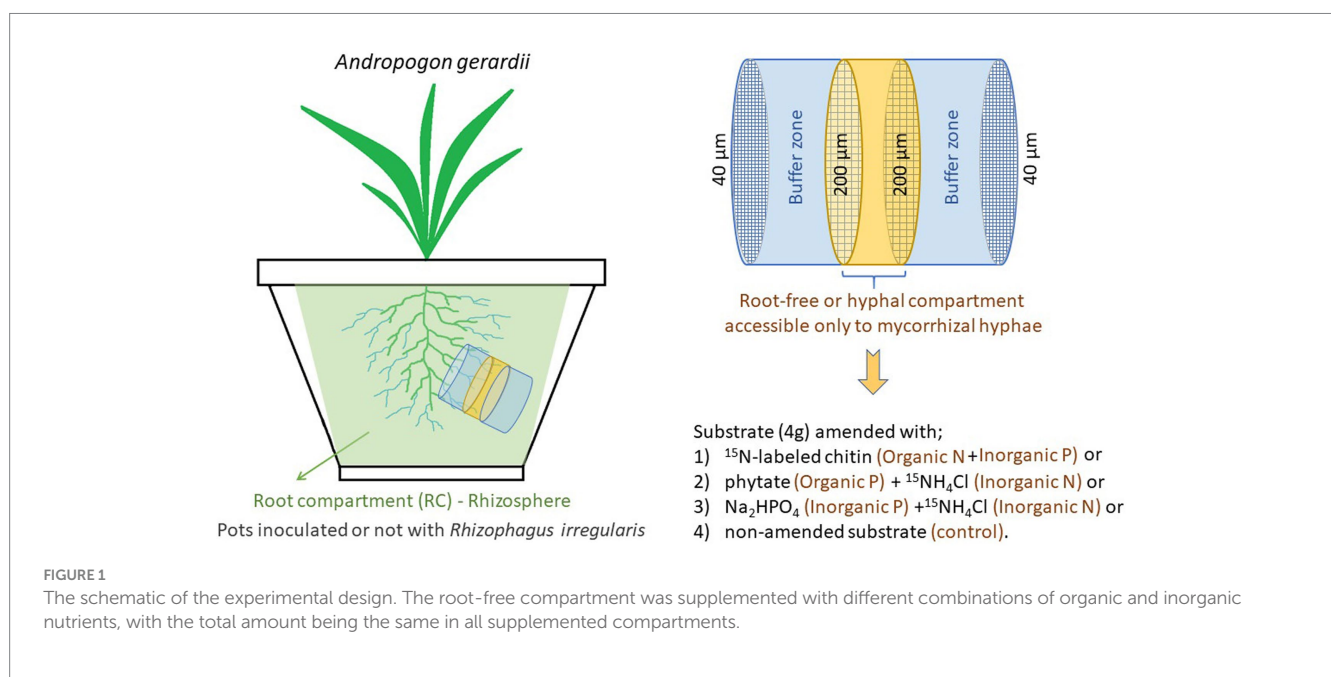 Andropogon gerardii
40 µm
Buffer zone
200 µm
200 µm
Buffer zone
40 µm
Root-free or hyphal compartment
accessible only to mycorrhizal hyphae
Root compartment (RC) - Rhizosphere
Pots inoculated or not with Rhizophagus irregularis
Substrate (4g) amended with;
1) ¹⁵N-labeled chitin (Organic N+Inorganic P) or
2) phytate (Organic P) + ¹⁵NH₄Cl (Inorganic N) or
3) Na₂HPO₄ (Inorganic P) +¹⁵NH₄Cl (Inorganic N) or
4) non-amended substrate (control).
FIGURE 1
The schematic of the experimental design. The root-free compartment was supplemented with different combinations of organic and inorganic
nutrients, with the total amount being the same in all supplemented compartments.